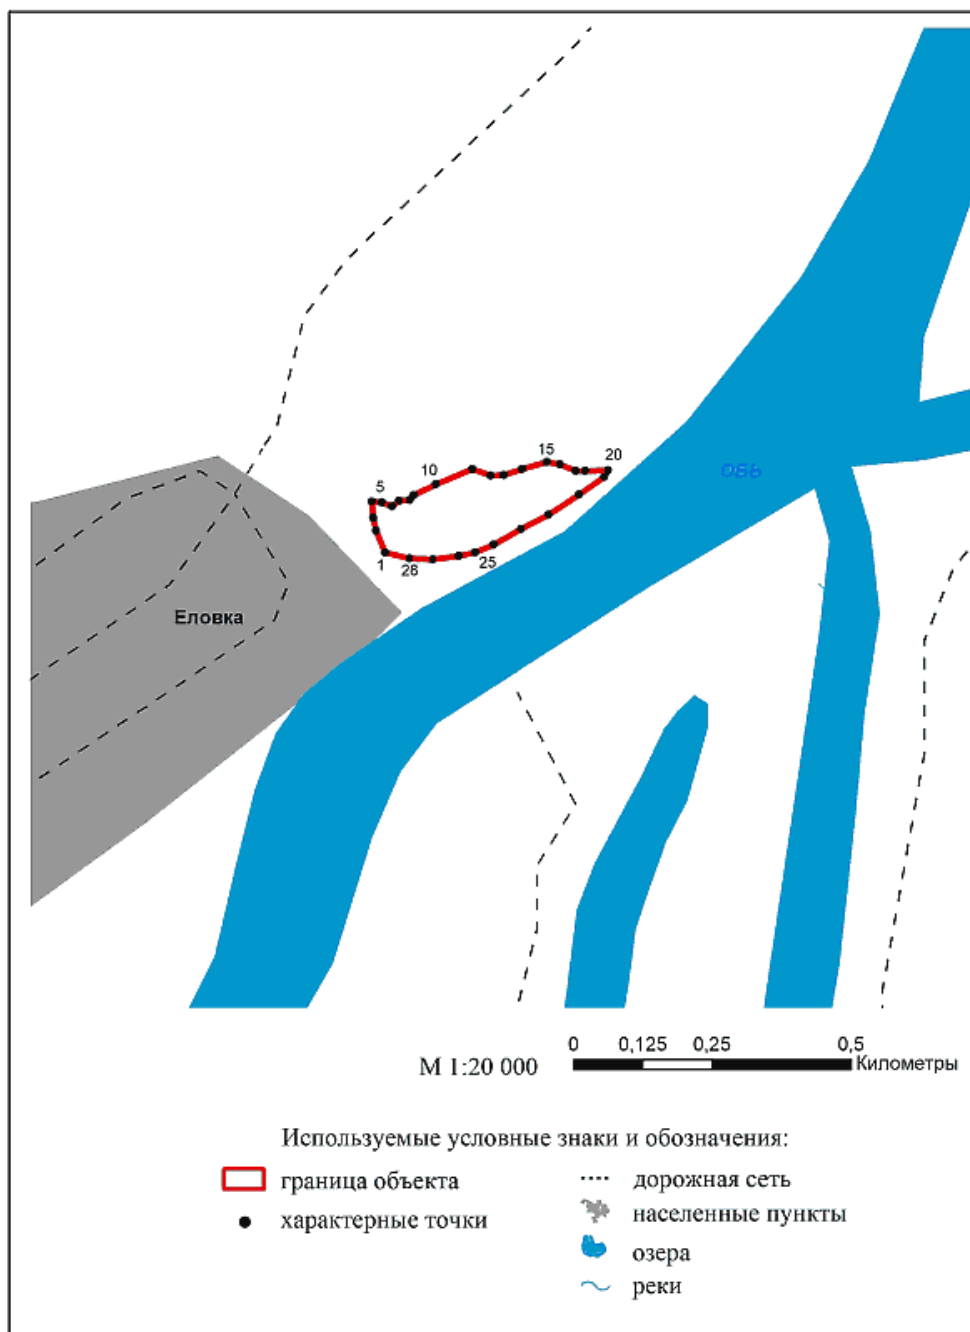 15
20
10
5
ОБЬ
1
28
25
Еловка
0 0,125 0,25 0,5
М 1:20 000
Километры
Используемые условные знаки и обозначения:
граница объекта
характерные точки
дорожная сеть
населенные пункты
озера
реки